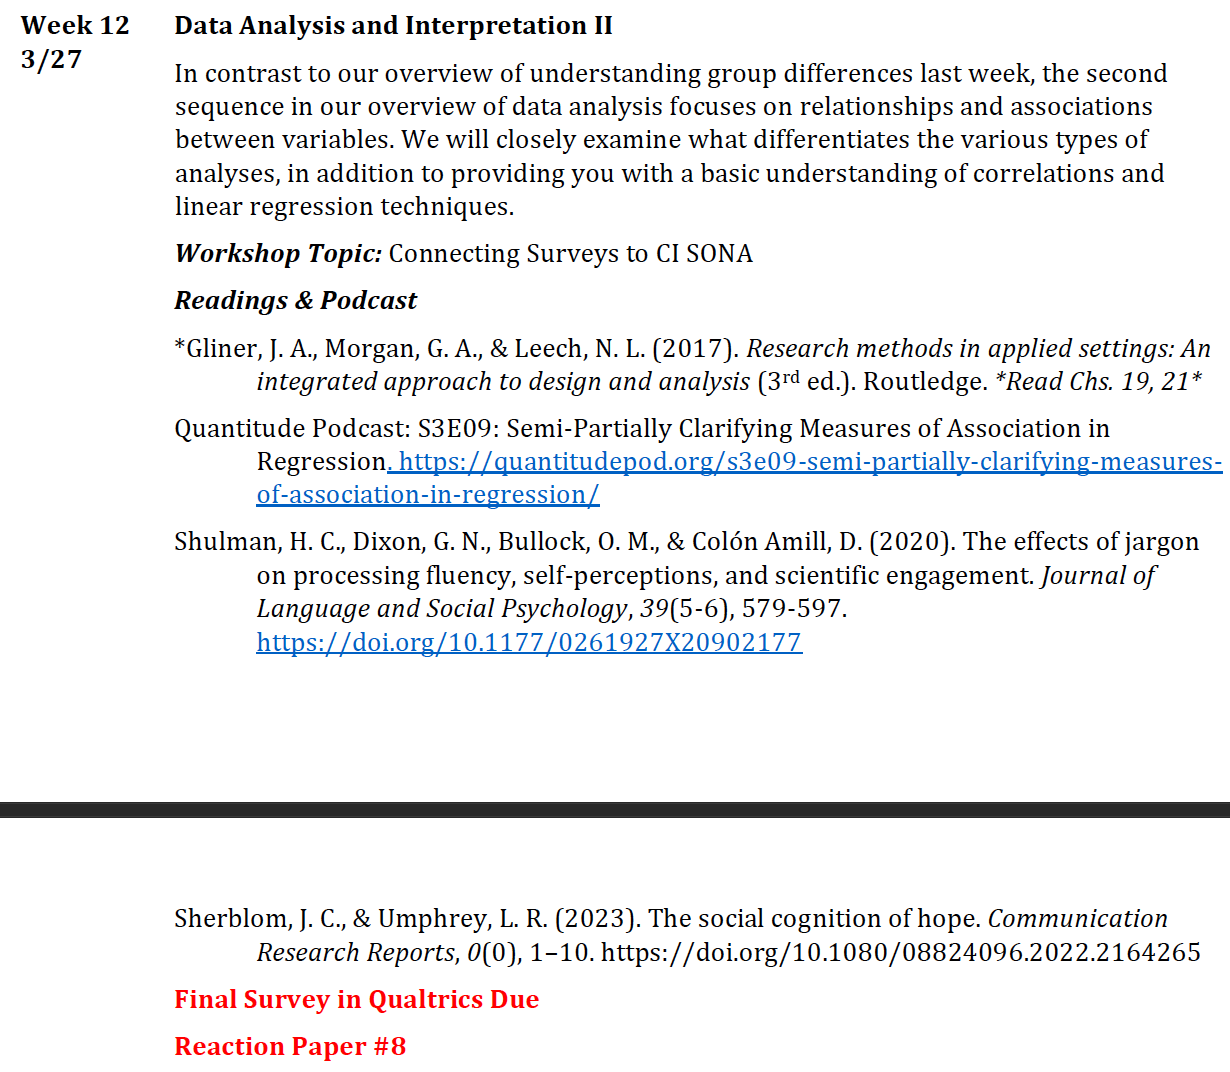 Week 12
3/27
Data Analysis and Interpretation II
In contrast to our overview of understanding group differences last week, the second
sequence in our overview of data analysis focuses on relationships and associations
between variables. We will closely examine what differentiates the various types of
analyses, in addition to providing you with a basic understanding of correlations and
linear regression techniques.
Workshop Topic: Connecting Surveys to CI SONA
Readings & Podcast
*Gliner, J. A., Morgan, G. A., & Leech, N. L. (2017). Research methods in applied settings: An
integrated approach to design and analysis (3rd ed.). Routledge. *Read Chs. 19, 21*
Quantitude Podcast: S3E09: Semi-Partially Clarifying Measures of Association in
Regression. https://quantitudepod.org/s3e09-semi-partially-clarifying-measures-
of-association-in-regression/
Shulman, H. C., Dixon, G. N., Bullock, O. M., & Colón Amill, D. (2020). The effects of jargon
on processing fluency, self-perceptions, and scientific engagement. Journal of
Language and Social Psychology, 39(5-6), 579-597.
https://doi.org/10.1177/0261927X20902177
Sherblom, J. C., & Umphrey, L. R. (2023). The social cognition of hope. Communication
Research Reports, 0(0), 1–10. https://doi.org/10.1080/08824096.2022.2164265
Final Survey in Qualtrics Due
Reaction Paper #8